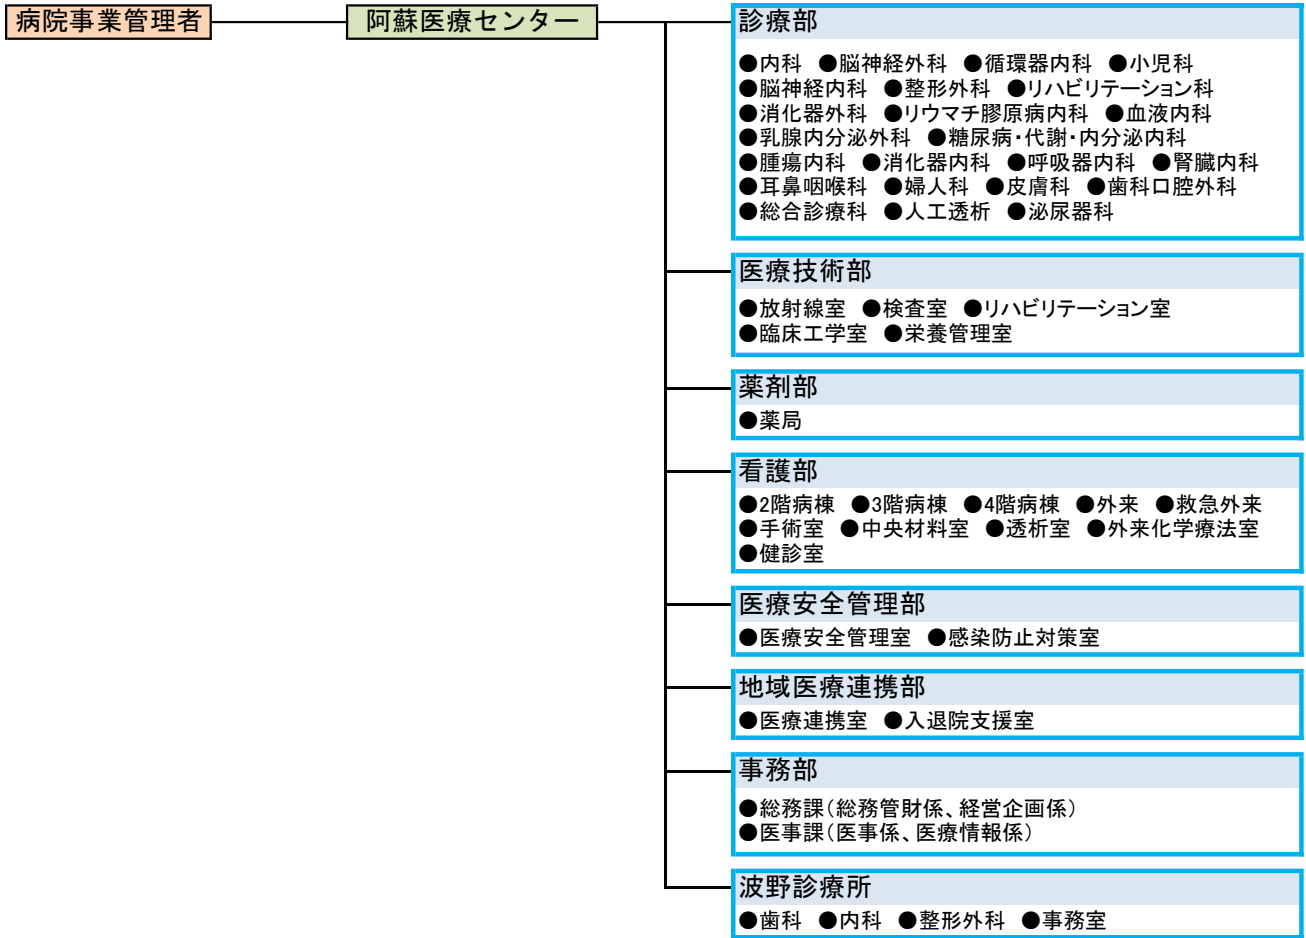 病院事業管理者
阿蘇医療センター
診療部
●内科 ●脳神経外科 ●循環器内科 ●小児科
●脳神経内科 ●整形外科 ●リハビリテーション科
●消化器外科 ●リウマチ膠原病内科 ●血液内科
●乳腺内分泌外科 ●糖尿病・代謝・内分泌内科
●腫瘍内科 ●消化器内科 ●呼吸器内科 ●腎臓内科
●耳鼻咽喉科 ●婦人科 ●皮膚科 ●歯科口腔外科
●総合診療科 ●人工透析 ●泌尿器科
医療技術部
●放射線室 ●検査室 ●リハビリテーション室
●臨床工学室 ●栄養管理室
薬剤部
●薬局
看護部
●2階病棟 ●3階病棟 ●4階病棟 ●外来 ●救急外来
●手術室 ●中央材料室 ●透析室 ●外来化学療法室
●健診室
医療安全管理部
●医療安全管理室 ●感染防止対策室
地域医療連携部
●医療連携室 ●入退院支援室
事務部
●総務課（総務管財係、経営企画係）
●医事課（医事係、医療情報係）
波野診療所
●歯科 ●内科 ●整形外科 ●事務室